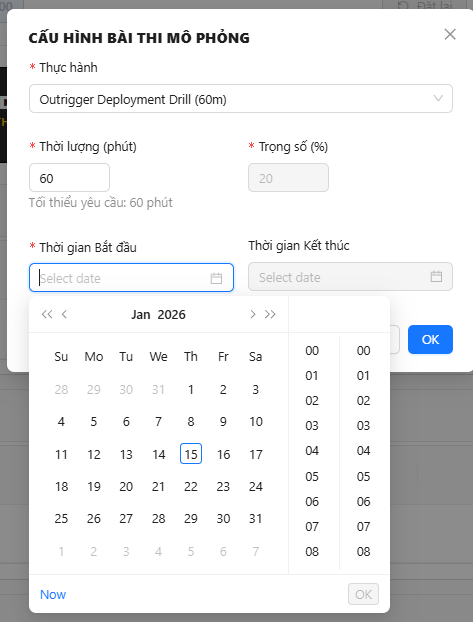 Đặt lại
CẤU HÌNH BÀI THI MÔ PHỎNG
* Thực hành
Outrigger Deployment Drill (60m)
* Thời lượng (phút) * Trọng số (%)
60 20
Tối thiểu yêu cầu: 60 phút
* Thời gian Bắt đầu Thời gian Kết thúc
Select date Select date
OK
Jan 2026
Su Mo Tu We Th Fr Sa
28 29 30 31 1 2 3
4 5 6 7 8 9 10
11 12 13 14 15 16 17
18 19 20 21 22 23 24
25 26 27 28 29 30 31
1 2 3 4 5 6 7
00 00
01 01
02 02
03 03
04 04
05 05
06 06
07 07
08 08
Now OK